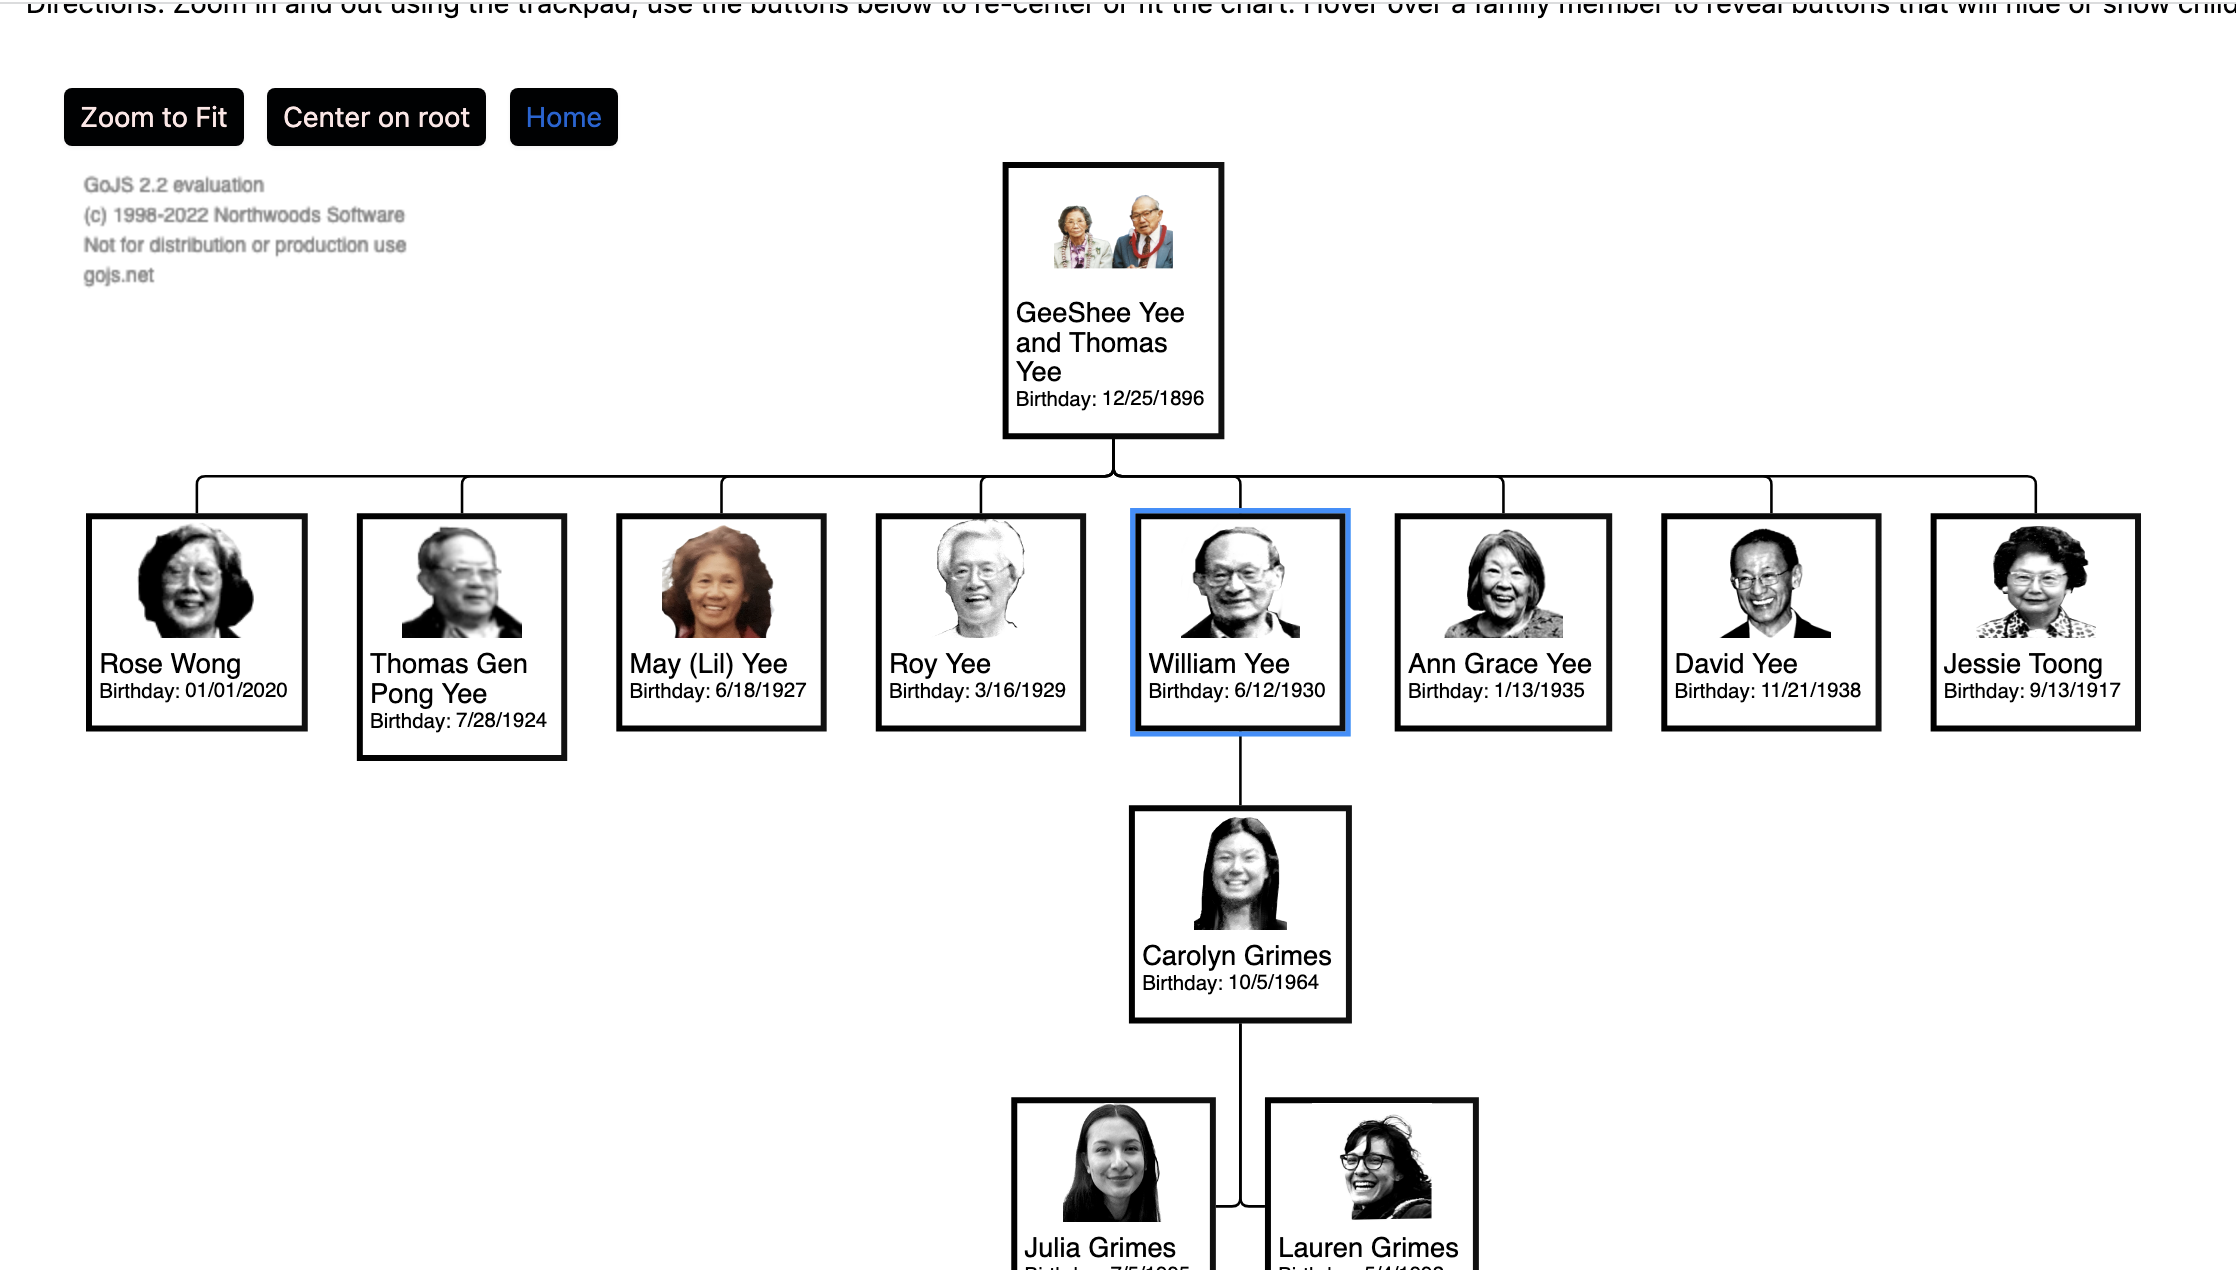 Directions: Zoom in and out using the trackpad, use the buttons below to re-center or fit the chart. Hover over a family member to reveal buttons that will hide or show child
Zoom to Fit
Center on root
Home
GoJS 2.2 evaluation
(c) 1998-2022 Northwoods Software
Not for distribution or production use
gojs.net
GeeShee Yee
and Thomas
Yee
Birthday: 12/25/1896
Rose Wong
Birthday: 01/01/2020
Thomas Gen
Pong Yee
Birthday: 7/28/1924
May (Lil) Yee
Birthday: 6/18/1927
Roy Yee
Birthday: 3/16/1929
William Yee
Birthday: 6/12/1930
Ann Grace Yee
Birthday: 1/13/1935
David Yee
Birthday: 11/21/1938
Jessie Toong
Birthday: 9/13/1917
Carolyn Grimes
Birthday: 10/5/1964
Julia Grimes
Birthday:
Lauren Grimes
Birthday: